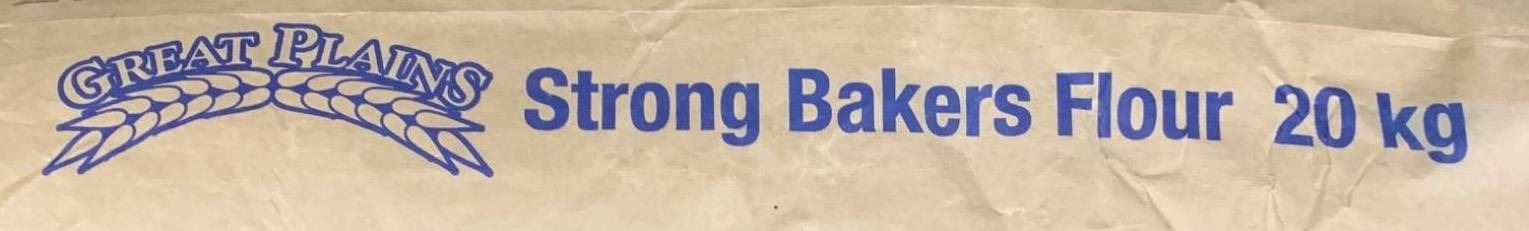 GREAT PLAINS
Strong Bakers Flour 20 kg